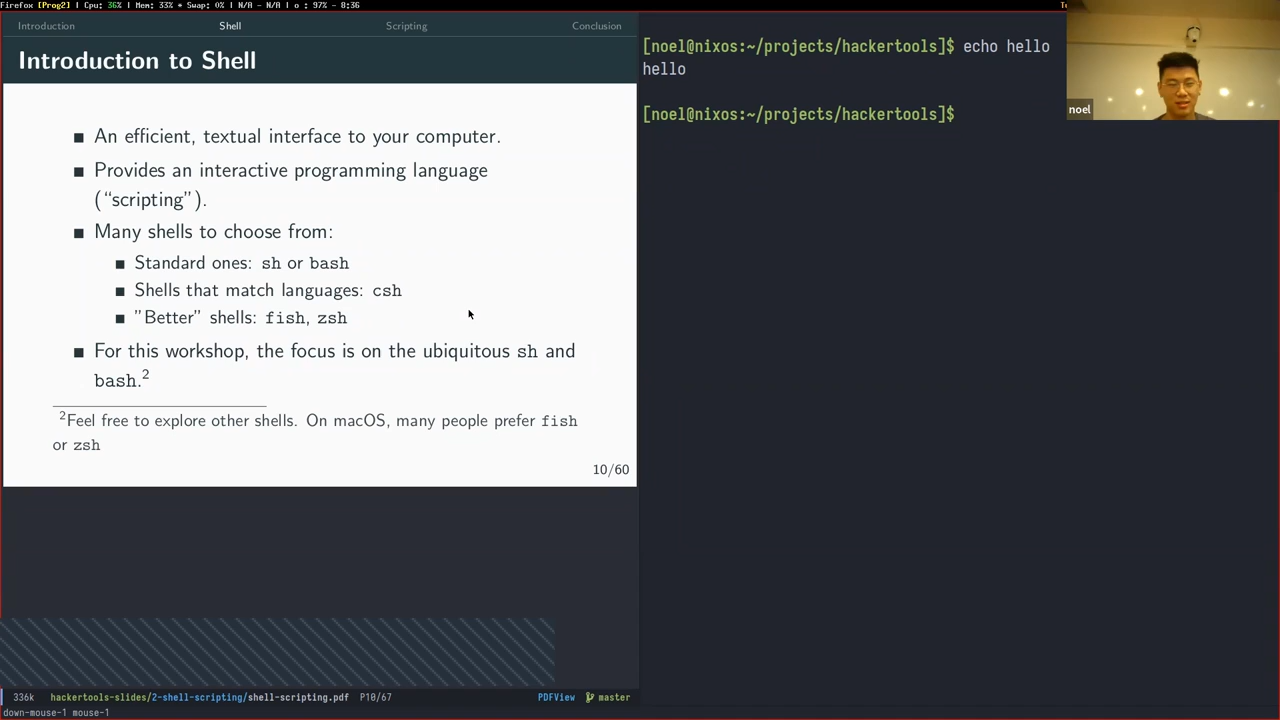 Firefox [Prog2] | Cpu: 36% | Mem: 33% * Swap: 0% | N/A - N/A | o : 97% - 8:36
Introduction Shell Scripting Conclusion
Introduction to Shell
■ An efficient, textual interface to your computer.
■ Provides an interactive programming language
("scripting").
■ Many shells to choose from:
■ Standard ones: sh or bash
■ Shells that match languages: csh
■ "Better" shells: fish, zsh
■ For this workshop, the focus is on the ubiquitous sh and
bash.2
2Feel free to explore other shells. On macOS, many people prefer fish
or zsh
10/60
336k hackertools-slides/2-shell-scripting/shell-scripting.pdf P10/67 PDFView master
down-mouse-1 mouse-1
[noel@nixos:~/projects/hackertools]$ echo hello
hello
[noel@nixos:~/projects/hackertools]$
noel